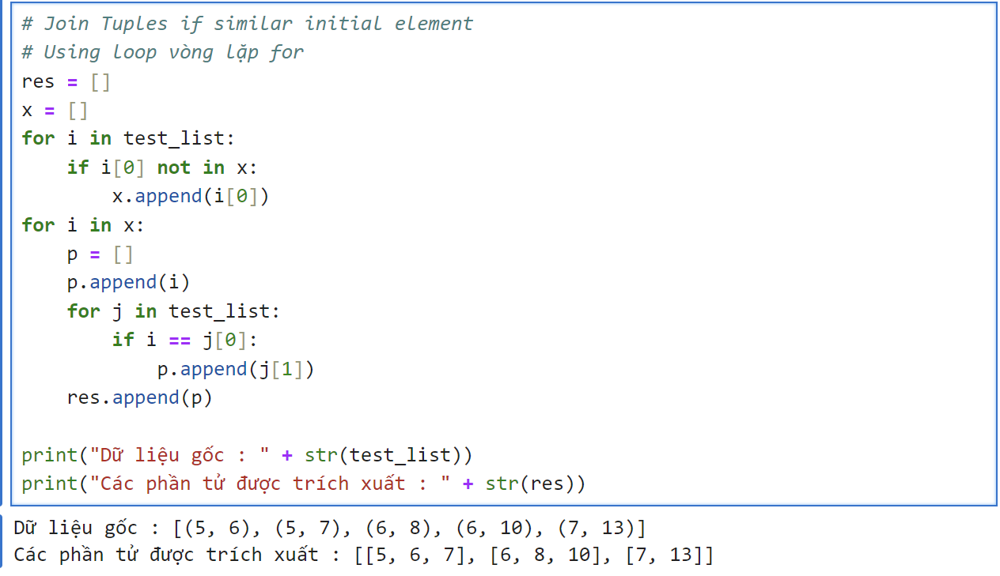 # Join Tuples if similar initial element
# Using loop vòng lặp for
res = []
x = []
for i in test_list:
    if i[0] not in x:
        x.append(i[0])
for i in x:
    p = []
    p.append(i)
    for j in test_list:
        if i == j[0]:
            p.append(j[1])
    res.append(p)

print("Dữ liệu gốc : " + str(test_list))
print("Các phần tử được trích xuất : " + str(res))
Dữ liệu gốc : [(5, 6), (5, 7), (6, 8), (6, 10), (7, 13)]
Các phần tử được trích xuất : [[5, 6, 7], [6, 8, 10], [7, 13]]